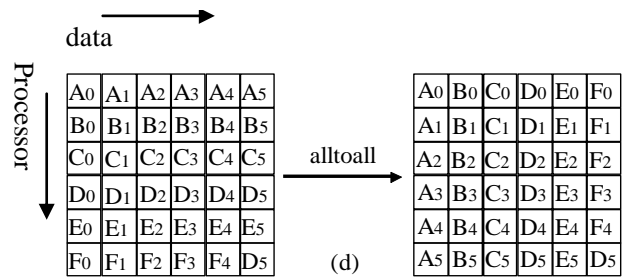 data
Processor
A0 A1 A2 A3 A4 A5
B0 B1 B2 B3 B4 B5
C0 C1 C2 C3 C4 C5
D0 D1 D2 D3 D4 D5
E0 E1 E2 E3 E4 E5
F0 F1 F2 F3 F4 D5
alltoall
(d)
A0 B0 C0 D0 E0 F0
A1 B1 C1 D1 E1 F1
A2 B2 C2 D2 E2 F2
A3 B3 C3 D3 E3 F3
A4 B4 C4 D4 E4 F4
A5 B5 C5 D5 E5 D5